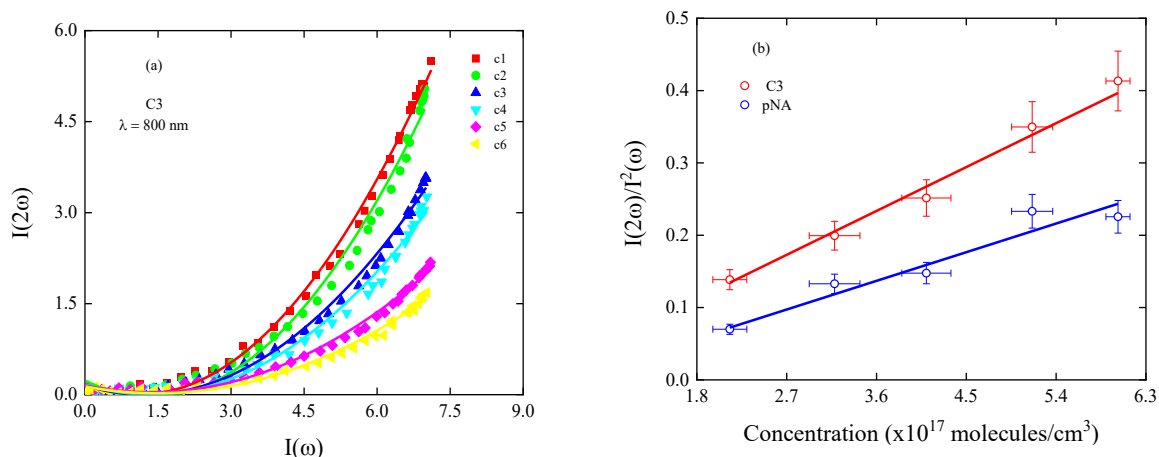 (a)
C3
λ = 800 nm
c1
c2
c3
c4
c5
c6
6.0
4.5
3.0
1.5
0.0
0.0 1.5 3.0 4.5 6.0 7.5 9.0
I(2ω)
I(ω)
(b)
C3
pNA
0.5
0.4
0.3
0.2
0.1
0.0
1.8 2.7 3.6 4.5 5.4 6.3
I(2ω)/I²(ω)
Concentration (x10¹⁷ molecules/cm³)